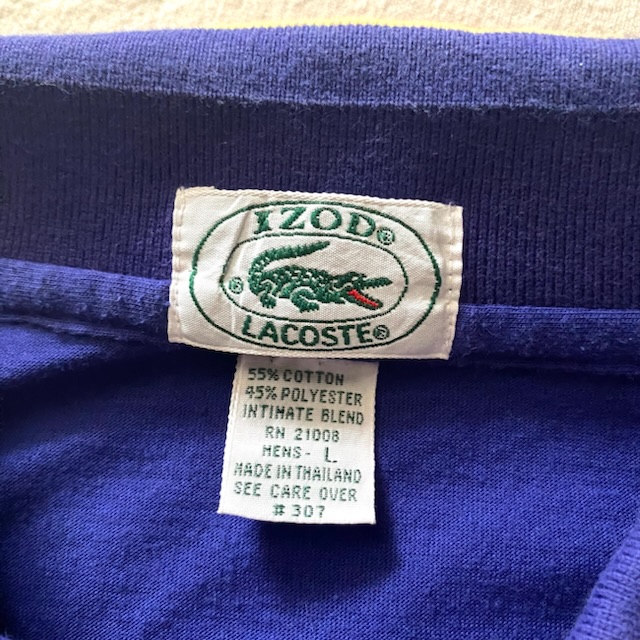 IZOD®
®
LACOSTE®
55% COTTON
45% POLYESTER
INTIMATE BLEND
RN 21008
MENS- L
MADE IN THAILAND
SEE CARE OVER
# 307